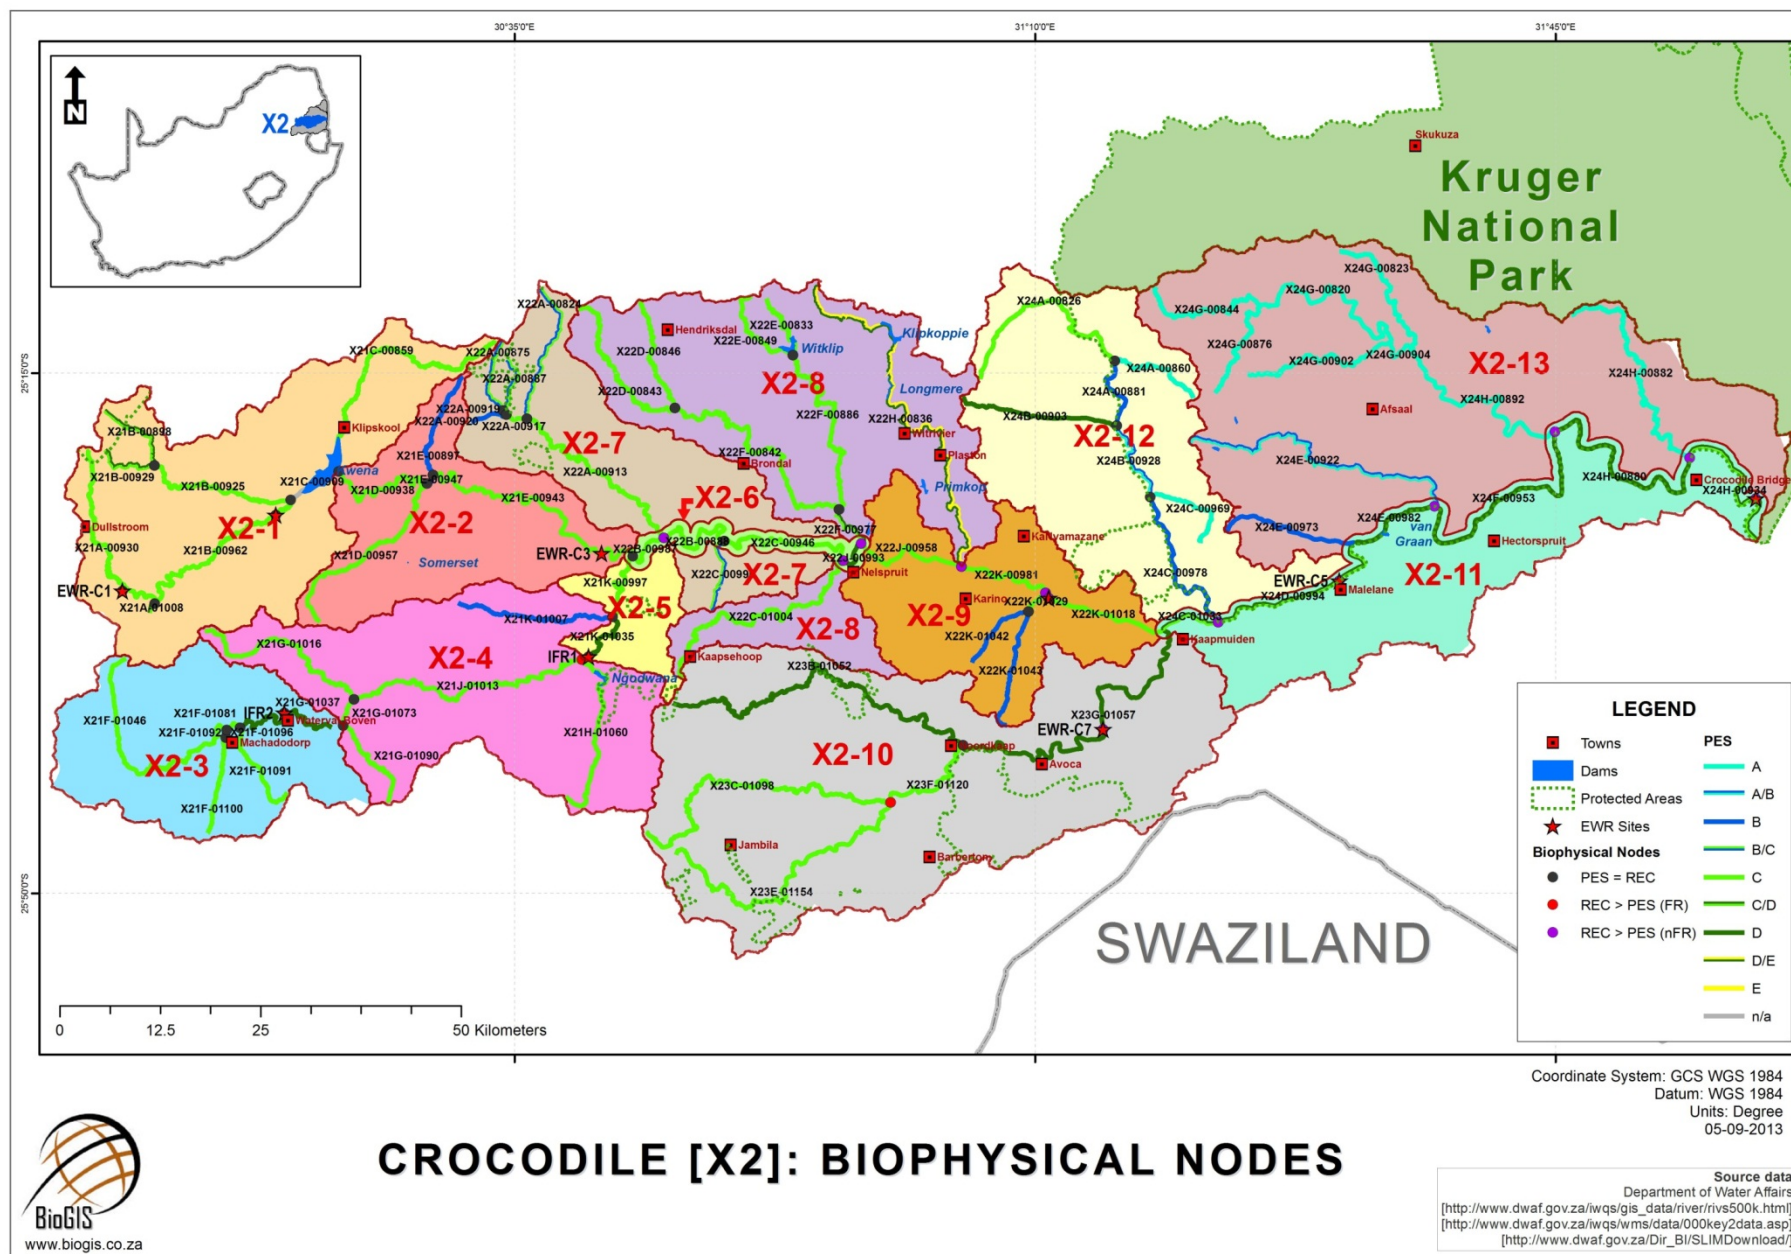 30°35'0"E
31°10'0"E
31°45'0"E
N
X2
Skukuza
Kruger
National
Park
X24G-00823
X24A-00826
X24G-00820
X22A-00824
X24G-00844
X22E-00833
Hendriksdal
Klipkoppie
X22E-00849
Witklip
X24G-00876
X21C-00859
X22A-00875
X22D-00846
X24G-00904
X24G-00902
X2-13
25°15'0"S
X24A-00860
X24H-00882
X22A-00887
X2-8
Longmere
X24A-00881
X22D-00843
X24H-00892
X22A-00919
X22F-00886
X24B-00903
Afsaal
X22A-00920
X22H-00836
X22A-00917
Klipskool
X21B-00898
X2-7
Witrivier
X2-12
X22F-00842
X21E-00897
Plaston
Brondal
X24E-00922
X24B-00928
X21B-00929
X22A-00913
X21C-00909
X21E-00947
X24H-00880
Crocodile Bridge
X21B-00925
X21D-00938
X21E-00943
Primkop
X24H-00934
X24F-00953
X2-6
X24C-00969
X2-1
X2-2
Dullstroom
X22F-00977
X24E-00973
X24E-00982
van
X21B-00962
Kanyamazane
Graan
Hectorspruit
X21A-00930
X21D-00957
EWR-C3
X22C-00946
X22J-00958
X22J-00993
Somerset
Nelspruit
X22K-00981
X24C-00978
X2-7
X2-11
EWR-C5
EWR-C1
X21K-00997
Malelane
X21A-01008
X2-5
X2-9
Karino
X24D-00994
X21K-01007
X22C-01004
X2-8
X22K-01018
X21K-01035
X22K-01042
X21G-01016
X2-4
Kaapmuiden
IFR1
Kaapsehoop
X23B-01052
X22K-01043
Ngodwana
X21J-01013
X21G-01037
X21F-01046
X21F-01081
IFR2
X21G-01073
X23G-01057
Waterval Boven
EWR-C7
X21F-01092
X21F-01096
X21H-01060
Machadodorp
X2-3
X2-10
X21G-01090
Avoca
X21F-01091
X23C-01098
X23F-01120
X21F-01100
Jambila
Barberton
25°50'0"S
X23E-01154
SWAZILAND
0
12.5
25
50 Kilometers
LEGEND
Towns
Dams
Protected Areas
EWR Sites
Biophysical Nodes
PES = REC
REC > PES (FR)
REC > PES (nFR)
PES
A
A/B
B
B/C
C
C/D
D
D/E
E
n/a
Coordinate System: GCS WGS 1984
Datum: WGS 1984
Units: Degree
05-09-2013
CROCODILE [X2]: BIOPHYSICAL NODES
BioGIS
www.biogis.co.za
Source data
Department of Water Affairs
[http://www.dwaf.gov.za/iwqs/gis_data/river/rivs500k.html]
[http://www.dwaf.gov.za/iwqs/wms/data/000key2data.asp]
[http://www.dwaf.gov.za/Dir_BI/SLIMDownload/]